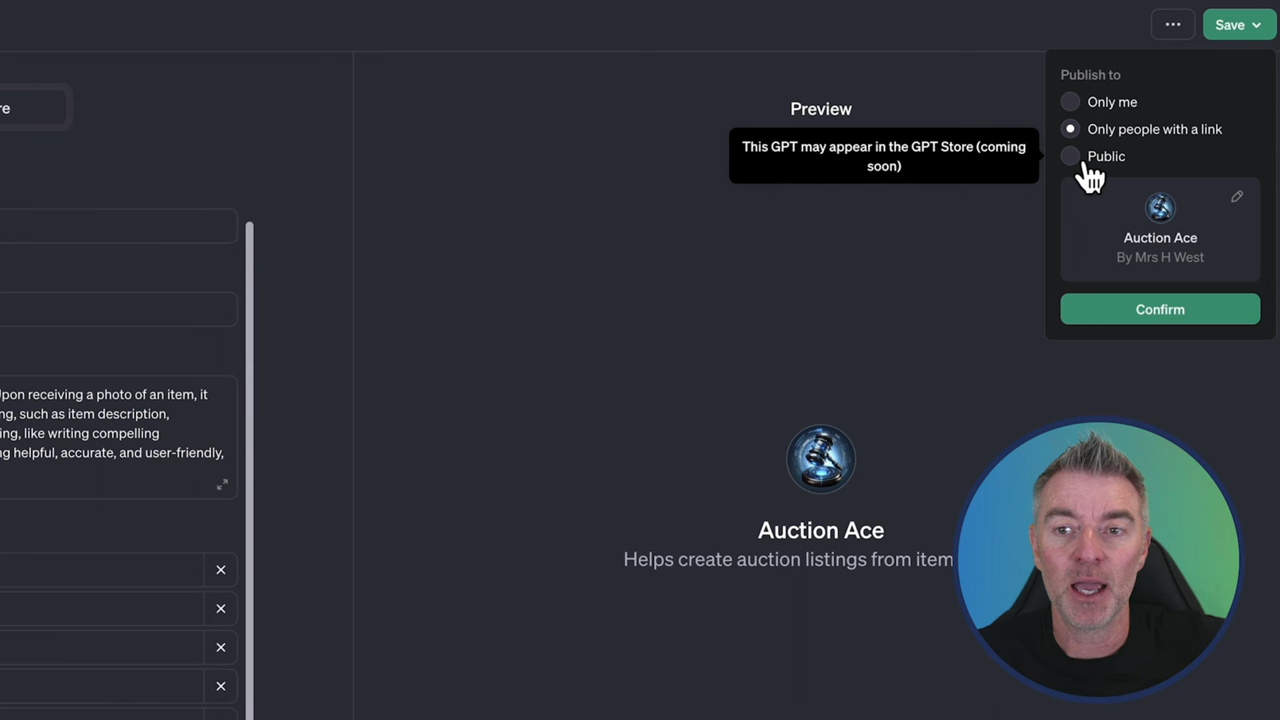 ...
Save
Publish to
Only me
Only people with a link
Public
This GPT may appear in the GPT Store (coming
soon)
Auction Ace
By Mrs H West
Confirm
re
Preview
Upon receiving a photo of an item, it
ng, such as item description,
ing, like writing compelling
ng helpful, accurate, and user-friendly,
Auction Ace
Helps create auction listings from item